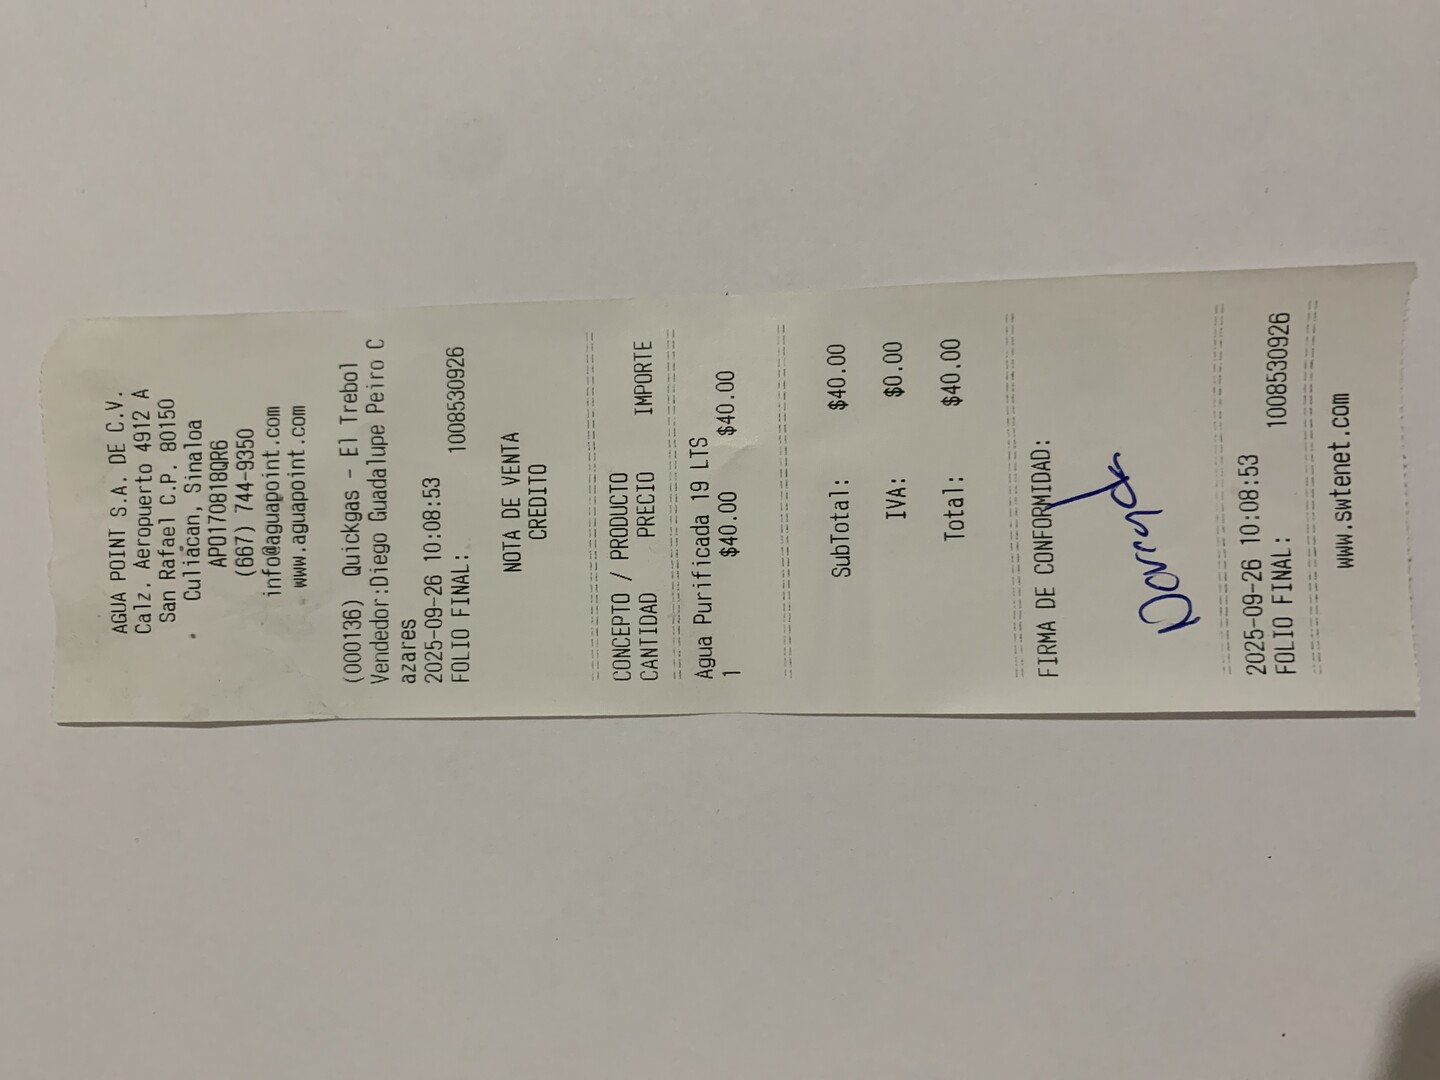 AGUA POINT S.A. DE C.V.
Calz. Aeropuerto 4912 A
San Rafael C.P. 80150
Culiacan, Sinaloa
APO170818QR6
(667) 744-9350
info@aguapoint.com
www.aguapoint.com
(000136) Quickgas - El Trebol
Vendedor:Diego Guadalupe Peiro C
azares
2025-09-26 10:08:53
FOLIO FINAL: 1008530926
NOTA DE VENTA
CREDITO
CONCEPTO / PRODUCTO
CANTIDAD PRECIO IMPORTE
Agua Purificada 19 LTS
1 $40.00 $40.00
SubTotal: $40.00
IVA: $0.00
Total: $40.00
FIRMA DE CONFORMIDAD:
2025-09-26 10:08:53
FOLIO FINAL: 1008530926
www.swtenet.com